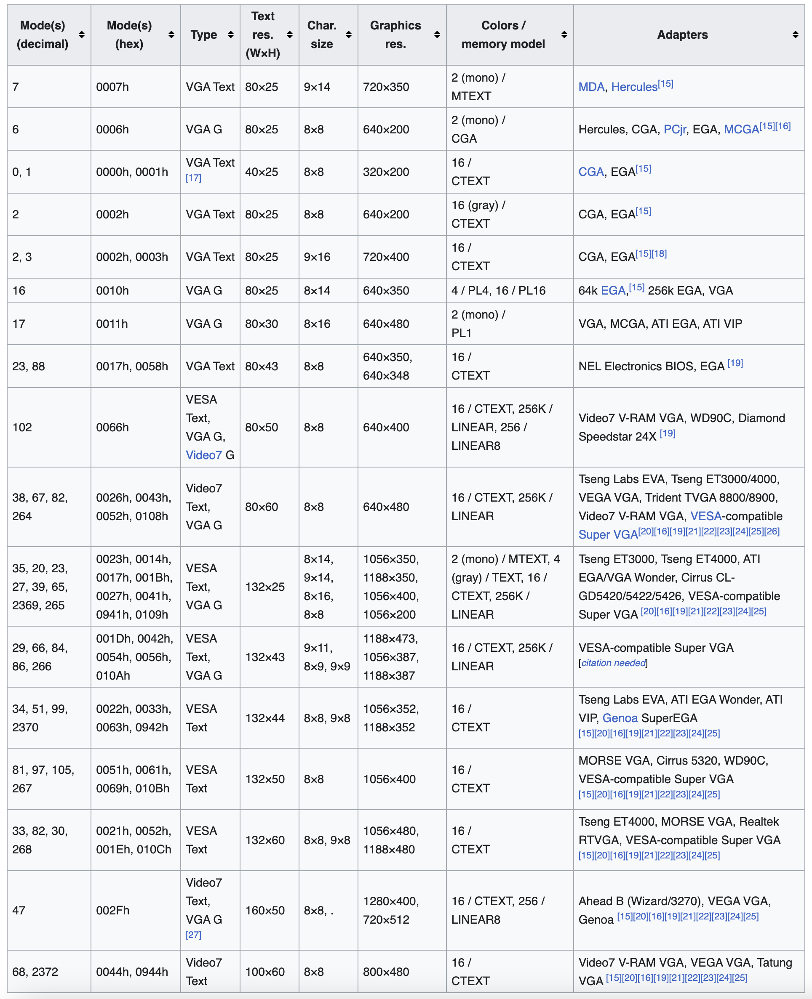 Mode(s) (decimal) | Mode(s) (hex) | Type | Text res. (W×H) | Char. size | Graphics res. | Colors / memory model | Adapters
7 | 0007h | VGA Text | 80×25 | 9×14 | 720×350 | 2 (mono) / MTEXT | MDA, Hercules[15]
6 | 0006h | VGA G | 80×25 | 8×8 | 640×200 | 2 (mono) / CGA | Hercules, CGA, PCjr, EGA, MCGA[15][16]
0, 1 | 0000h, 0001h | VGA Text [17] | 40×25 | 8×8 | 320×200 | 16 / CTEXT | CGA, EGA[15]
2 | 0002h | VGA Text | 80×25 | 8×8 | 640×200 | 16 (gray) / CTEXT | CGA, EGA[15]
2, 3 | 0002h, 0003h | VGA Text | 80×25 | 9×16 | 720×400 | 16 / CTEXT | CGA, EGA[15][18]
16 | 0010h | VGA G | 80×25 | 8×14 | 640×350 | 4 / PL4, 16 / PL16 | 64k EGA,[15] 256k EGA, VGA
17 | 0011h | VGA G | 80×30 | 8×16 | 640×480 | 2 (mono) / PL1 | VGA, MCGA, ATI EGA, ATI VIP
23, 88 | 0017h, 0058h | VGA Text | 80×43 | 8×8 | 640×350, 640×348 | 16 / CTEXT | NEL Electronics BIOS, EGA [19]
102 | 0066h | VESA Text, VGA G, Video7 G | 80×50 | 8×8 | 640×400 | 16 / CTEXT, 256K / LINEAR, 256 / LINEAR8 | Video7 V-RAM VGA, WD90C, Diamond Speedstar 24X [19]
38, 67, 82, 264 | 0026h, 0043h, 0052h, 0108h | Video7 Text, VGA G | 80×60 | 8×8 | 640×480 | 16 / CTEXT, 256K / LINEAR | Tseng Labs EVA, Tseng ET3000/4000, VEGA VGA, Trident TVGA 8800/8900, Video7 V-RAM VGA, VESA-compatible Super VGA[20][16][19][21][22][23][24][25][26]
35, 20, 23, 27, 39, 65, 2369, 265 | 0023h, 0014h, 0017h, 001Bh, 0027h, 0041h, 0941h, 0109h | VESA Text, VGA G | 132×25 | 8×14, 9×14, 8×16, 8×8 | 1056×350, 1188×350, 1056×400, 1056×200 | 2 (mono) / MTEXT, 4 (gray) / TEXT, 16 / CTEXT, 256K / LINEAR | Tseng ET3000, Tseng ET4000, ATI EGA/VGA Wonder, Cirrus CL-GD5420/5422/5426, VESA-compatible Super VGA [20][16][19][21][22][23][24][25]
29, 66, 84, 86, 266 | 001Dh, 0042h, 0054h, 0056h, 010Ah | VESA Text, VGA G | 132×43 | 9×11, 8×9, 9×9 | 1188×473, 1056×387, 1188×387 | 16 / CTEXT, 256K / LINEAR | VESA-compatible Super VGA [citation needed]
34, 51, 99, 2370 | 0022h, 0033h, 0063h, 0942h | VESA Text | 132×44 | 8×8, 9×8 | 1056×352, 1188×352 | 16 / CTEXT | Tseng Labs EVA, ATI EGA Wonder, ATI VIP, Genoa SuperEGA [15][20][16][19][21][22][23][24][25]
81, 97, 105, 267 | 0051h, 0061h, 0069h, 010Bh | VESA Text | 132×50 | 8×8 | 1056×400 | 16 / CTEXT | MORSE VGA, Cirrus 5320, WD90C, VESA-compatible Super VGA [15][20][16][19][21][22][23][24][25]
33, 82, 30, 268 | 0021h, 0052h, 001Eh, 010Ch | VESA Text | 132×60 | 8×8, 9×8 | 1056×480, 1188×480 | 16 / CTEXT | Tseng ET4000, MORSE VGA, Realtek RTVGA, VESA-compatible Super VGA [15][20][16][19][21][22][23][24][25]
47 | 002Fh | Video7 Text, VGA G [27] | 160×50 | 8×8, . | 1280×400, 720×512 | 16 / CTEXT, 256 / LINEAR8 | Ahead B (Wizard/3270), VEGA VGA, Genoa [15][20][16][19][21][22][23][24][25]
68, 2372 | 0044h, 0944h | Video7 Text | 100×60 | 8×8 | 800×480 | 16 / CTEXT | Video7 V-RAM VGA, VEGA VGA, Tatung VGA [15][20][16][19][21][22][23][24][25]